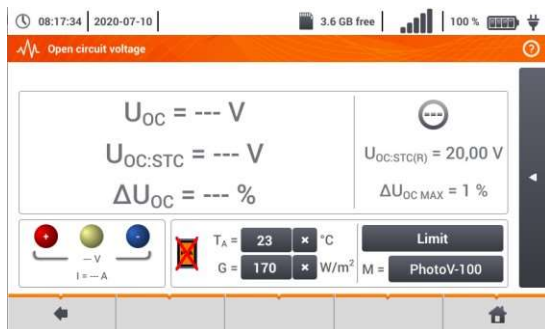 08:17:34 2020-07-10 3.6 GB free 100 %
Open circuit voltage ?
U_OC = --- V
U_OC:STC = --- V
ΔU_OC = --- %
---
U_OC:STC(R) = 20,00 V
ΔU_OC MAX = 1 %
+ -
--- V
I = --- A
T_A = 23 × °C
G = 170 × W/m²
Limit
M = PhotoV-100